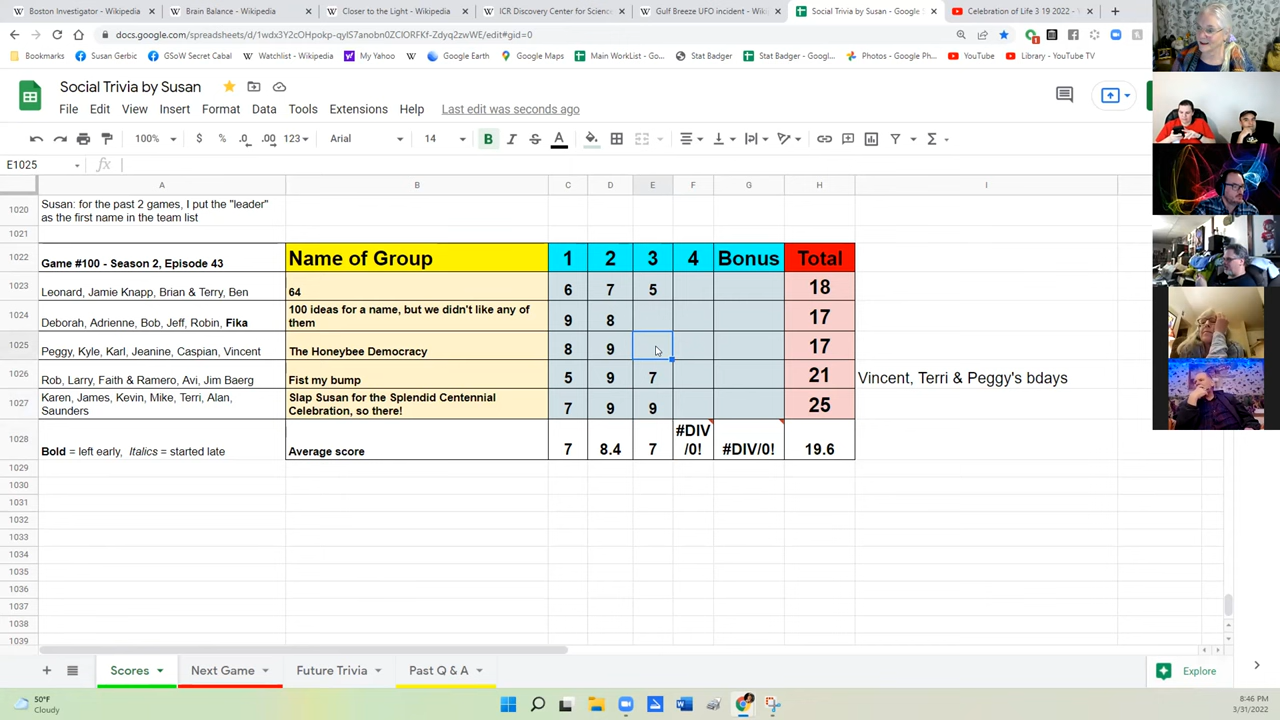 Boston Investigator - Wikipedia
Brain Balance - Wikipedia
Closer to the Light - Wikipedia
ICR Discovery Center for Scienc
Gulf Breeze UFO incident - Wiki
Social Trivia by Susan - Google
Celebration of Life 3 19 2022 - Y
docs.google.com/spreadsheets/d/1wdx3Y2cOHpokp-qyIS7anobn0ZCIORFKf-Zdyq2zwWE/edit#gid=0
Bookmarks
Susan Gerbic
GSoW Secret Cabal
Watchlist - Wikipedia
My Yahoo
Google Earth
Google Maps
Main WorkList - Go...
Stat Badger
Stat Badger - Googl...
Photos - Google Ph...
YouTube
Library - YouTube
TV
Social Trivia by Susan
File Edit View Insert Format Data Tools Extensions Help Last edit was seconds ago
100% $ % .0 .00 123 Arial 14 B I S A
E1025 fx
A B C D E F G H I
1020 Susan: for the past 2 games, I put the "leader"
as the first name in the team list
1021
1022 Game #100 - Season 2, Episode 43 Name of Group 1 2 3 4 Bonus Total
1023 Leonard, Jamie Knapp, Brian & Terry, Ben 64 6 7 5 18
1024 Deborah, Adrienne, Bob, Jeff, Robin, Fika 100 ideas for a name, but we didn't like any of
them 9 8 17
1025 Peggy, Kyle, Karl, Jeanine, Caspian, Vincent The Honeybee Democracy 8 9 17
1026 Rob, Larry, Faith & Ramero, Avi, Jim Baerg Fist my bump 5 9 7 21 Vincent, Terri & Peggy's bdays
1027 Karen, James, Kevin, Mike, Terri, Alan,
Saunders Slap Susan for the Splendid Centennial
Celebration, so there! 7 9 9 25
1028 Bold = left early, Italics = started late Average score 7 8.4 7 #DIV
/0! #DIV/0! 19.6
1029
1030
1031
1032
1033
1034
1035
1036
1037
1038
1039
Scores Next Game Future Trivia Past Q & A Explore
50°F
Cloudy
8:46 PM
3/31/2022